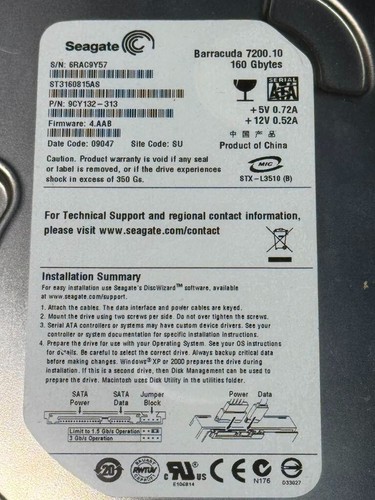 Seagate
Barracuda 7200.10
160 Gbytes
S/N: 6RAC9Y57
ST3160815AS
P/N: 9CY132-313
Firmware: 4.AAB
Date Code: 09047 Site Code: SU
SERIAL
+5V 0.72A
+12V 0.52A
中国产品
Product of China
Caution. Product warranty is void if any seal
or label is removed, or if the drive experiences
shock in excess of 350 Gs.
MIC
STX-L3510 (B)
For Technical Support and regional contact information,
please visit www.seagate.com/contact
Installation Summary
For easy installation use Seagate's DiscWizard™ software, available
at www.seagate.com/support.
1. Attach the cables. The data interface and power cables are keyed.
2. Mount the drive using two screws per side. Do not over tighten the screws.
3. Serial ATA controllers or systems may have custom device drivers. See your
controller or system documentation for specific installation instructions.
4. Prepare the drive for use with your Operating System. See your OS instructions
for details. Be careful to select the correct drive. Always backup critical data
before making changes. Windows® XP or 2000 prepares the drive during
installation. If this is a second drive, then Disk Management can be used to
prepare the drive. Macintosh uses Disk Utility in the utilities folder.
SATA Power
SATA Data
Jumper Block
Power Data
Limit to 1.5 Gb/s Operation
3 Gb/s Operation
20
c UL US
E106814
CE
N176
D33027